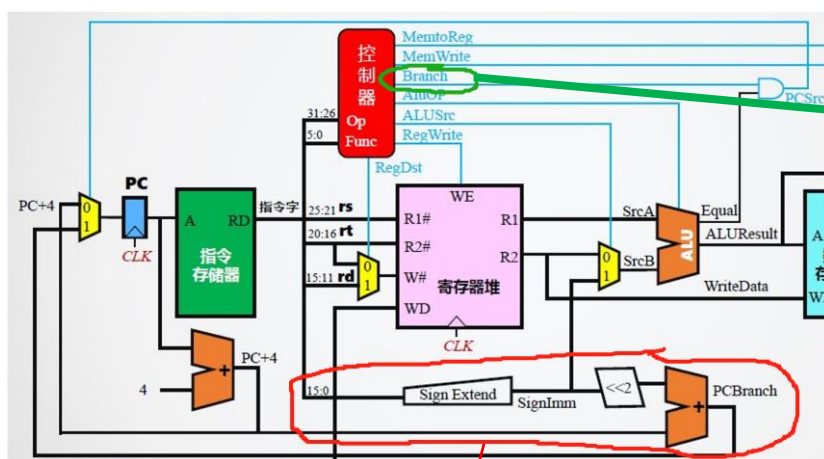 MemtoReg
MemWrite
Branch
AluOP
ALUSrc
RegWrite
控制器
31:26
Op
5:0
Func
PCSrc
RegDst
PC+4
0
1
PC
CLK
A
RD
指令存储器
指令字
25:21 rs
20:16 rt
15:11 rd
0
1
WE
R1#
R1
R2#
R2
W#
寄存器堆
WD
CLK
0
1
SrcA
SrcB
ALU
Equal
ALUResult
WriteData
A
4
+
PC+4
15:0
Sign Extend
SignImm
<<2
+
PCBranch